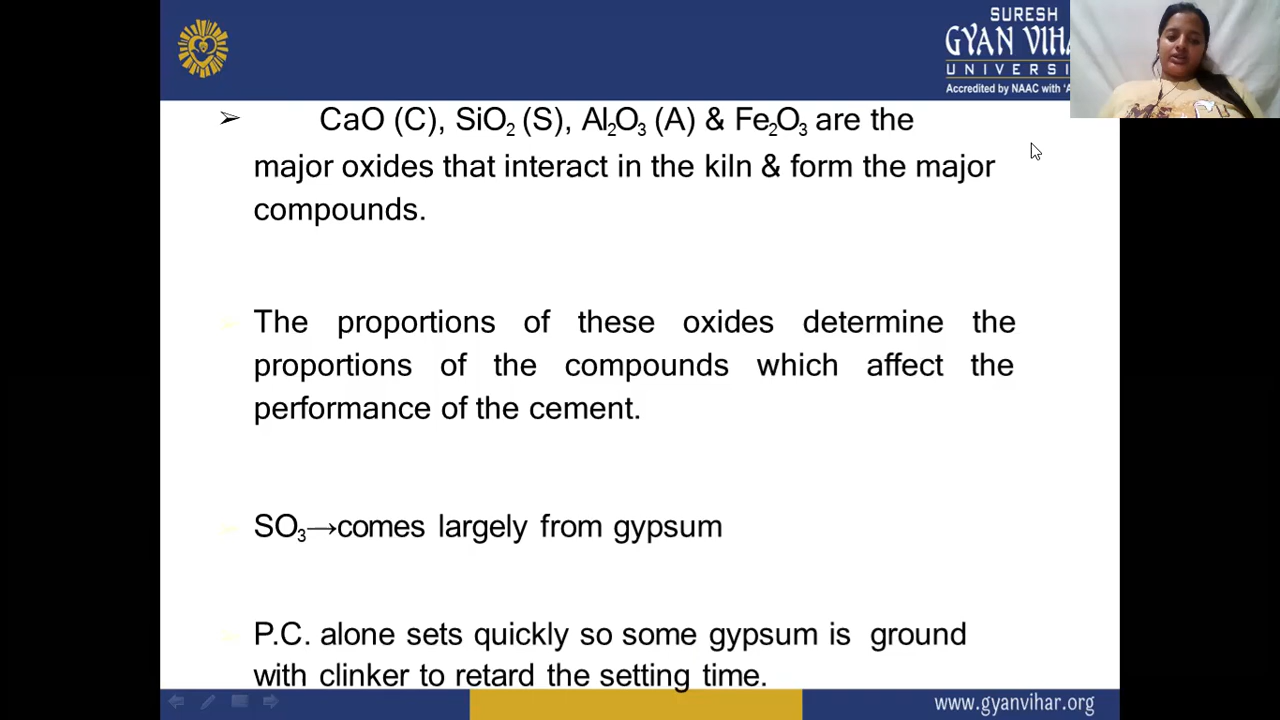 SURESH
GYAN VIH
UNIVERSI
Accredited by NAAC with 'A
➢ CaO (C), SiO₂ (S), Al₂O₃ (A) & Fe₂O₃ are the
major oxides that interact in the kiln & form the major
compounds.
The proportions of these oxides determine the
proportions of the compounds which affect the
performance of the cement.
SO₃→comes largely from gypsum
P.C. alone sets quickly so some gypsum is ground
with clinker to retard the setting time.
www.gyanvihar.org